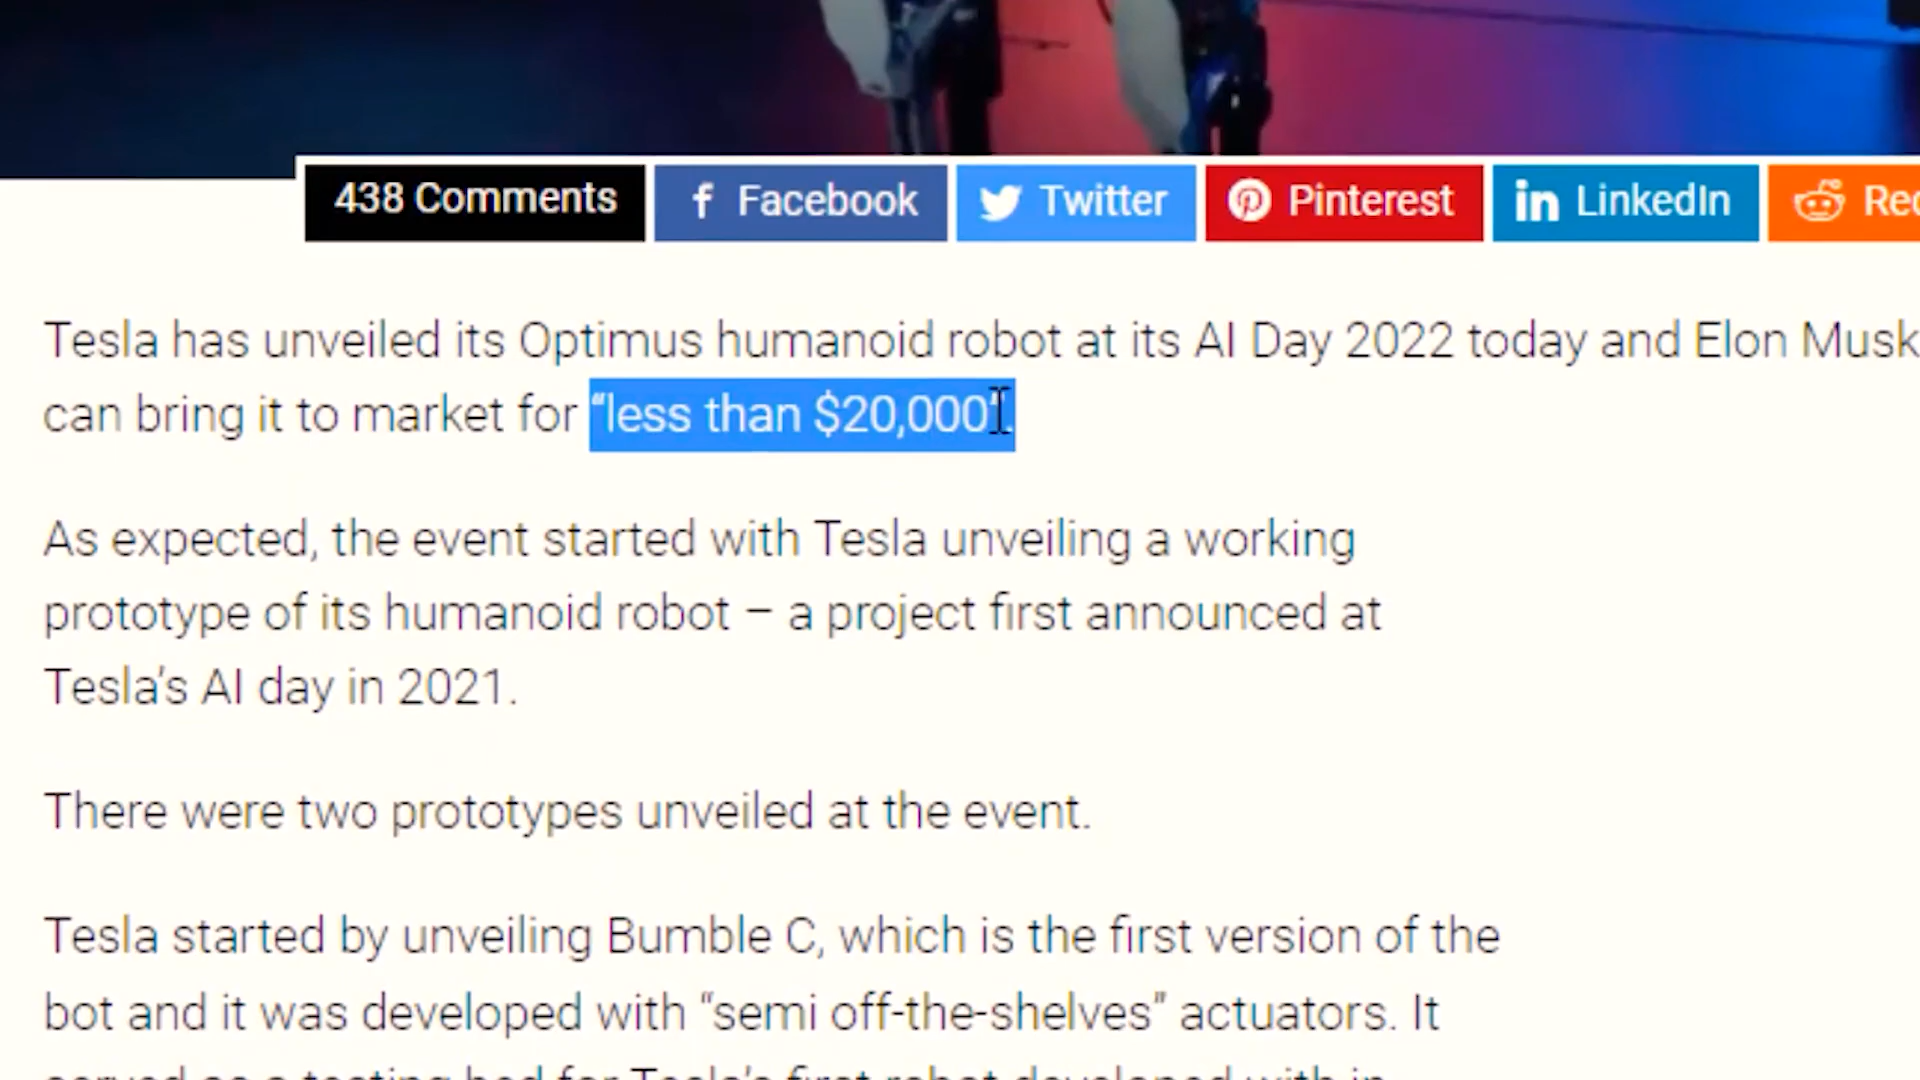 438 Comments
Facebook
Twitter
Pinterest
LinkedIn
Tesla has unveiled its Optimus humanoid robot at its AI Day 2022 today and Elon Musk
can bring it to market for “less than $20,000”.
As expected, the event started with Tesla unveiling a working
prototype of its humanoid robot – a project first announced at
Tesla’s AI day in 2021.
There were two prototypes unveiled at the event.
Tesla started by unveiling Bumble C, which is the first version of the
bot and it was developed with “semi off-the-shelves” actuators. It